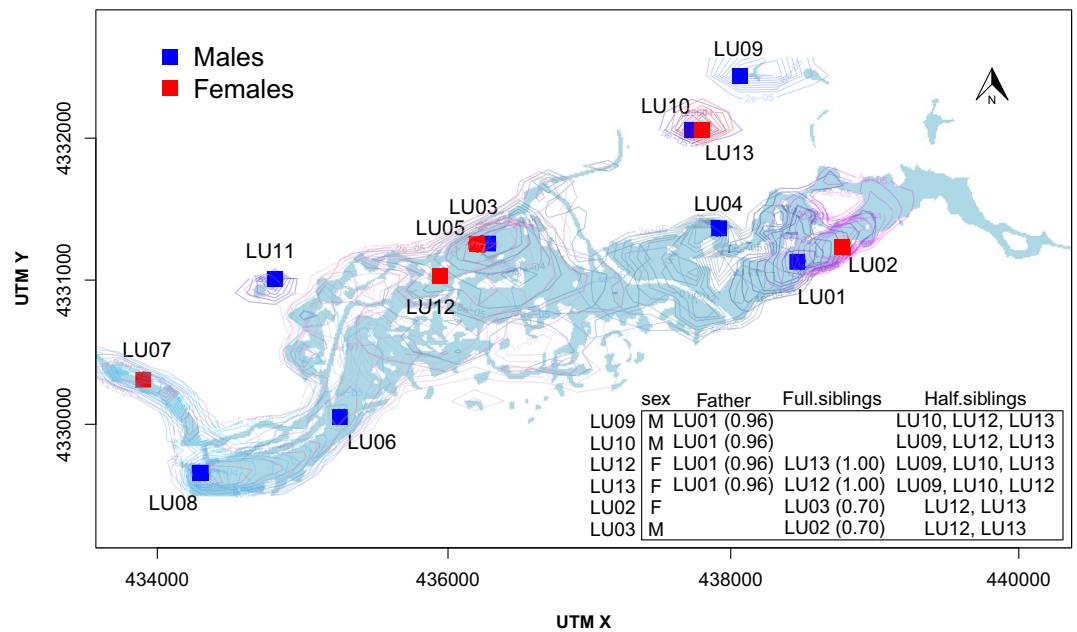 Males
Females
LU09
LU10
LU13
N
LU03
LU05
LU04
LU11
LU02
LU12
LU01
LU07
LU06
LU08
sex Father Full.siblings Half.siblings
LU09 M LU01 (0.96) LU10, LU12, LU13
LU10 M LU01 (0.96) LU09, LU12, LU13
LU12 F LU01 (0.96) LU13 (1.00) LU09, LU10, LU13
LU13 F LU01 (0.96) LU12 (1.00) LU09, LU10, LU12
LU02 F LU03 (0.70) LU12, LU13
LU03 M LU02 (0.70) LU12, LU13
4332000
4331000
4330000
UTM Y
434000 436000 438000 440000
UTM X